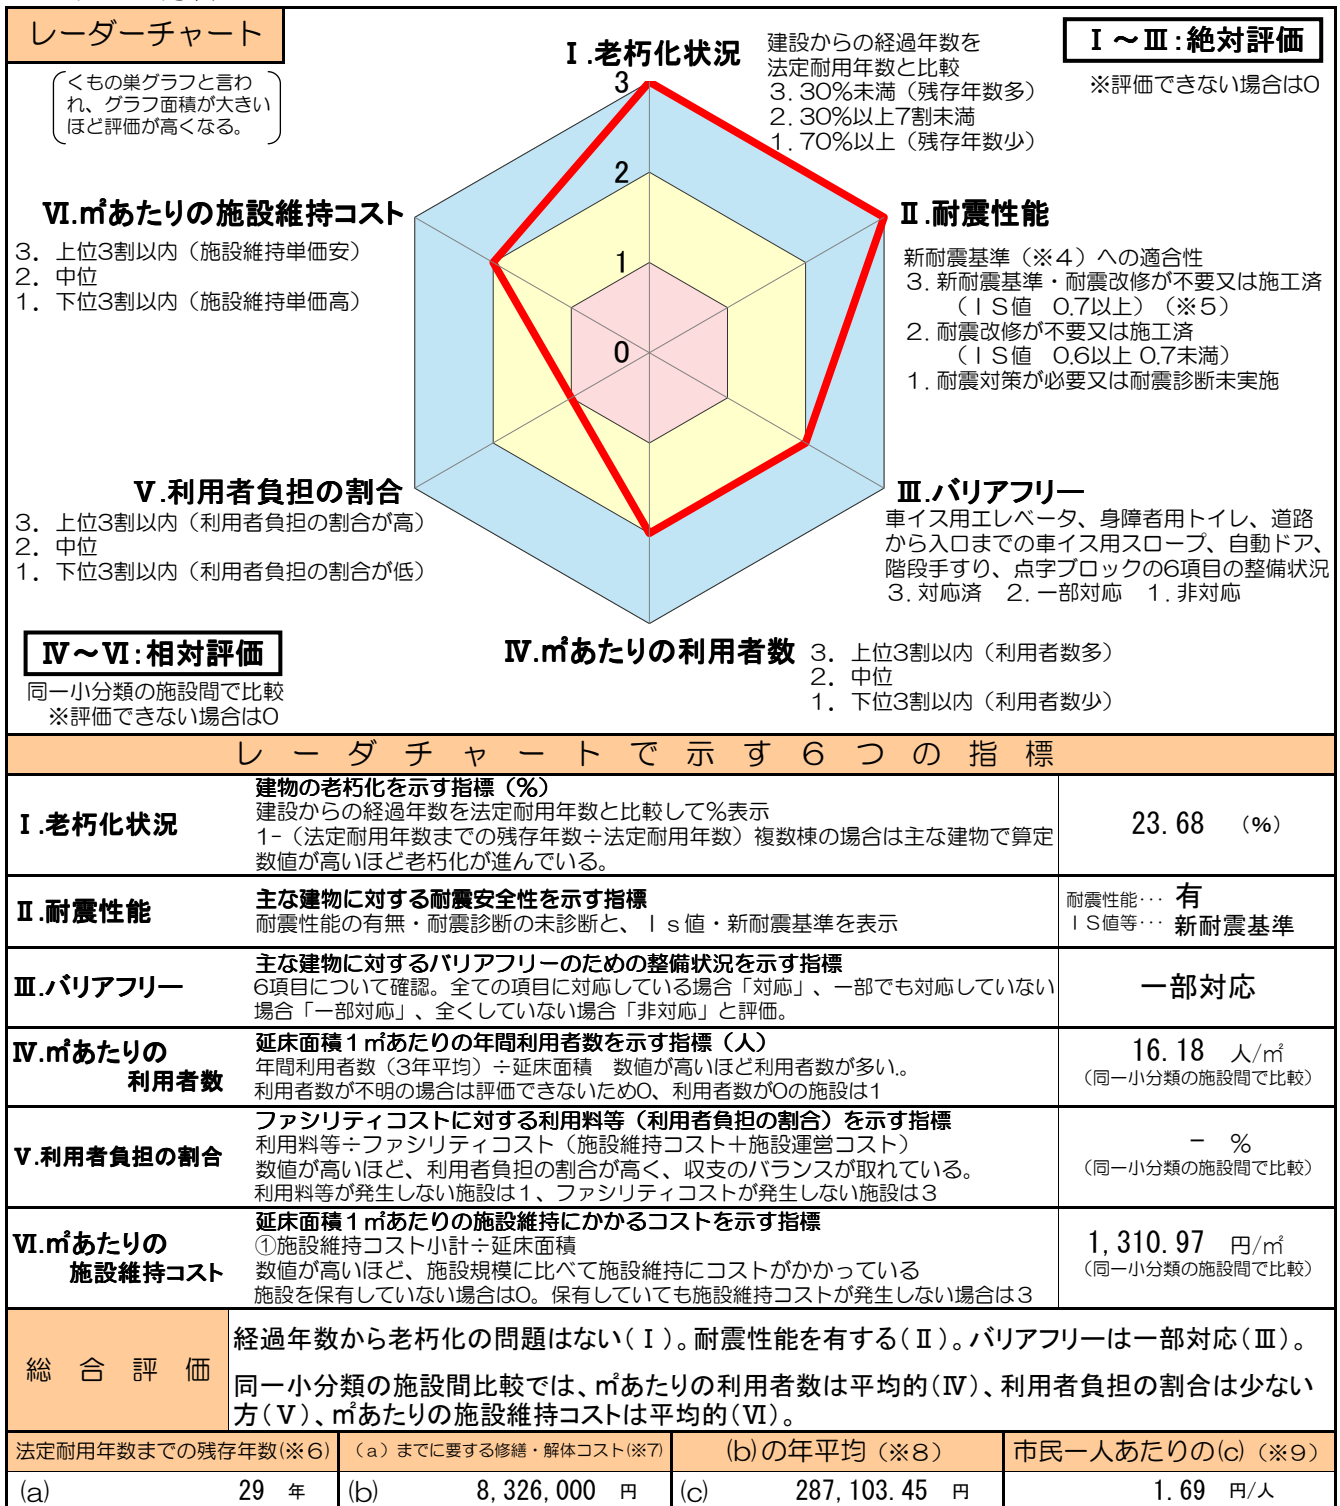 レーダーチャート
くもの巣グラフと言わ
れ、グラフ面積が大きい
ほど評価が高くなる。
Ⅰ.老朽化状況
建設からの経過年数を
法定耐用年数と比較
3.30%未満（残存年数多）
2.30%以上7割未満
1.70%以上（残存年数少）
Ⅰ～Ⅲ:絶対評価
※評価できない場合は0
3
2
1
0
Ⅵ.㎡あたりの施設維持コスト
3．上位3割以内（施設維持単価安）
2．中位
1．下位3割以内（施設維持単価高）
Ⅱ.耐震性能
新耐震基準（※4）への適合性
3.新耐震基準・耐震改修が不要又は施工済
（IS値　0.7以上）（※5）
2.耐震改修が不要又は施工済
（IS値　0.6以上 0.7未満）
1.耐震対策が必要又は耐震診断未実施
Ⅴ.利用者負担の割合
3．上位3割以内（利用者負担の割合が高）
2．中位
1．下位3割以内（利用者負担の割合が低）
Ⅲ.バリアフリー
車イス用エレベータ、身障者用トイレ、道路
から入口までの車イス用スロープ、自動ドア、
階段手すり、点字ブロックの6項目の整備状況
3.対応済　2.一部対応　1.非対応
Ⅳ～Ⅵ:相対評価
同一小分類の施設間で比較
※評価できない場合は0
Ⅳ.㎡あたりの利用者数
3．上位3割以内（利用者数多）
2．中位
1．下位3割以内（利用者数少）
レーダチャートで示す6つの指標
Ⅰ.老朽化状況
建物の老朽化を示す指標（%）
建設からの経過年数を法定耐用年数と比較して%表示
1-（法定耐用年数までの残存年数÷法定耐用年数）複数棟の場合は主な建物で算定
数値が高いほど老朽化が進んでいる。
23.68　（%）
Ⅱ.耐震性能
主な建物に対する耐震安全性を示す指標
耐震性能の有無・耐震診断の未診断と、Ｉｓ値・新耐震基準を表示
耐震性能… 有
IS値等… 新耐震基準
Ⅲ.バリアフリー
主な建物に対するバリアフリーのための整備状況を示す指標
6項目について確認。全ての項目に対応している場合「対応」、一部でも対応していない
場合「一部対応」、全くしていない場合「非対応」と評価。
一部対応
Ⅳ.㎡あたりの
利用者数
延床面積１㎡あたりの年間利用者数を示す指標（人）
年間利用者数（3年平均）÷延床面積　数値が高いほど利用者数が多い。
利用者数が不明の場合は評価できないため0、利用者数が0の施設は1
16.18　人/㎡
（同一小分類の施設間で比較）
Ⅴ.利用者負担の割合
ファシリティコストに対する利用料等（利用者負担の割合）を示す指標
利用料等÷ファシリティコスト（施設維持コスト＋施設運営コスト）
数値が高いほど、利用者負担の割合が高く、収支のバランスが取れている。
利用料等が発生しない施設は１、ファシリティコストが発生しない施設は３
-　%
（同一小分類の施設間で比較）
Ⅵ.㎡あたりの
施設維持コスト
延床面積１㎡あたりの施設維持にかかるコストを示す指標
①施設維持コスト小計÷延床面積
数値が高いほど、施設規模に比べて施設維持にコストがかかっている
施設を保有していない場合は0。保有していても施設維持コストが発生しない場合は３
1,310.97　円/㎡
（同一小分類の施設間で比較）
総合評価
経過年数から老朽化の問題はない(Ⅰ)。耐震性能を有する(Ⅱ)。バリアフリーは一部対応(Ⅲ)。
同一小分類の施設間比較では、㎡あたりの利用者数は平均的(Ⅳ)、利用者負担の割合は少ない
方(Ⅴ)、㎡あたりの施設維持コストは平均的(Ⅵ)。
法定耐用年数までの残存年数(※6)
（a）までに要する修繕・解体コスト(※7)
(b)の年平均（※8）
市民一人あたりの(c)（※9）
(a)　29　年
(b)　8,326,000　円
(c)　287,103.45　円
1.69　円/人